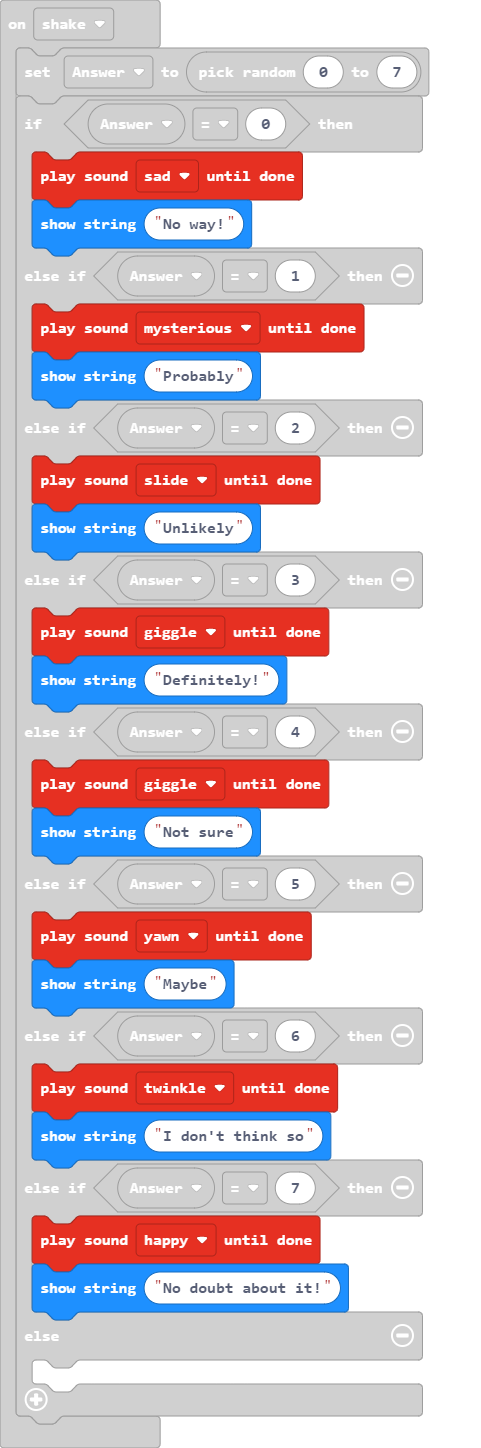 on shake
set Answer to pick random 0 to 7
if Answer = 0 then
play sound sad until done
show string "No way!"
else if Answer = 1 then
play sound mysterious until done
show string "Probably"
else if Answer = 2 then
play sound slide until done
show string "Unlikely"
else if Answer = 3 then
play sound giggle until done
show string "Definitely!"
else if Answer = 4 then
play sound giggle until done
show string "Not sure"
else if Answer = 5 then
play sound yawn until done
show string "Maybe"
else if Answer = 6 then
play sound twinkle until done
show string "I don't think so"
else if Answer = 7 then
play sound happy until done
show string "No doubt about it!"
else